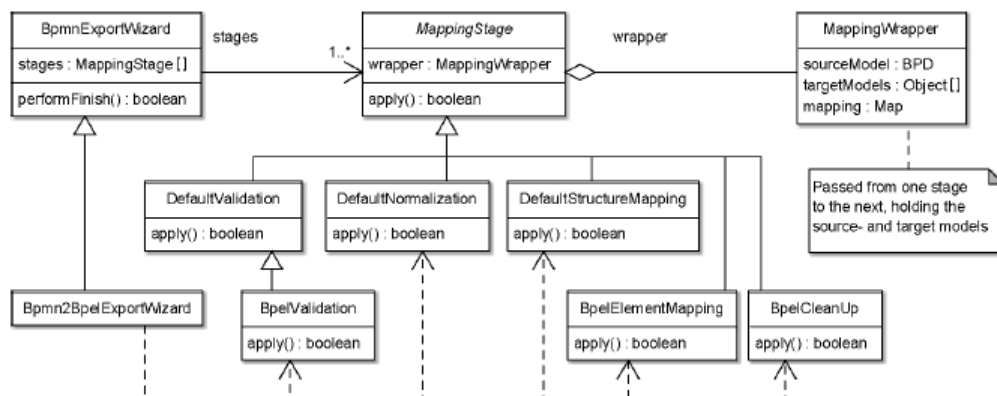 BpmnExportWizard
stages : MappingStage []
performFinish() : boolean
stages
1..*
MappingStage
wrapper : MappingWrapper
apply() : boolean
wrapper
MappingWrapper
sourceModel : BPD
targetModels : Object []
mapping : Map
Passed from one stage
to the next, holding the
source- and target models
DefaultValidation
apply() : boolean
DefaultNormalization
apply() : boolean
DefaultStructureMapping
apply() : boolean
Bpmn2BpelExportWizard
BpelValidation
apply() : boolean
BpelElementMapping
apply() : boolean
BpelCleanUp
apply() : boolean